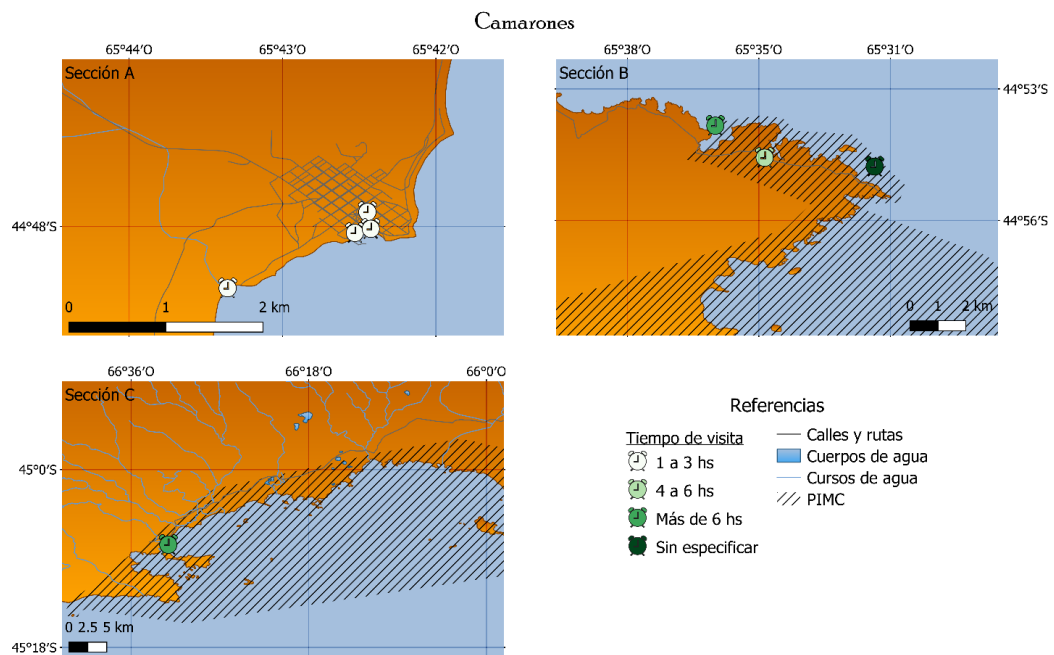 Camarones
65°44′O 65°43′O 65°42′O
Sección A
44°48′S
0 1 2 km
65°38′O 65°35′O 65°31′O
Sección B
44°53′S
44°56′S
0 1 2 km
66°36′O 66°18′O 66°0′O
Sección C
45°0′S
45°18′S
0 2.5 5 km
Referencias
Tiempo de visita
1 a 3 hs
4 a 6 hs
Más de 6 hs
Sin especificar
Calles y rutas
Cuerpos de agua
Cursos de agua
PIMC